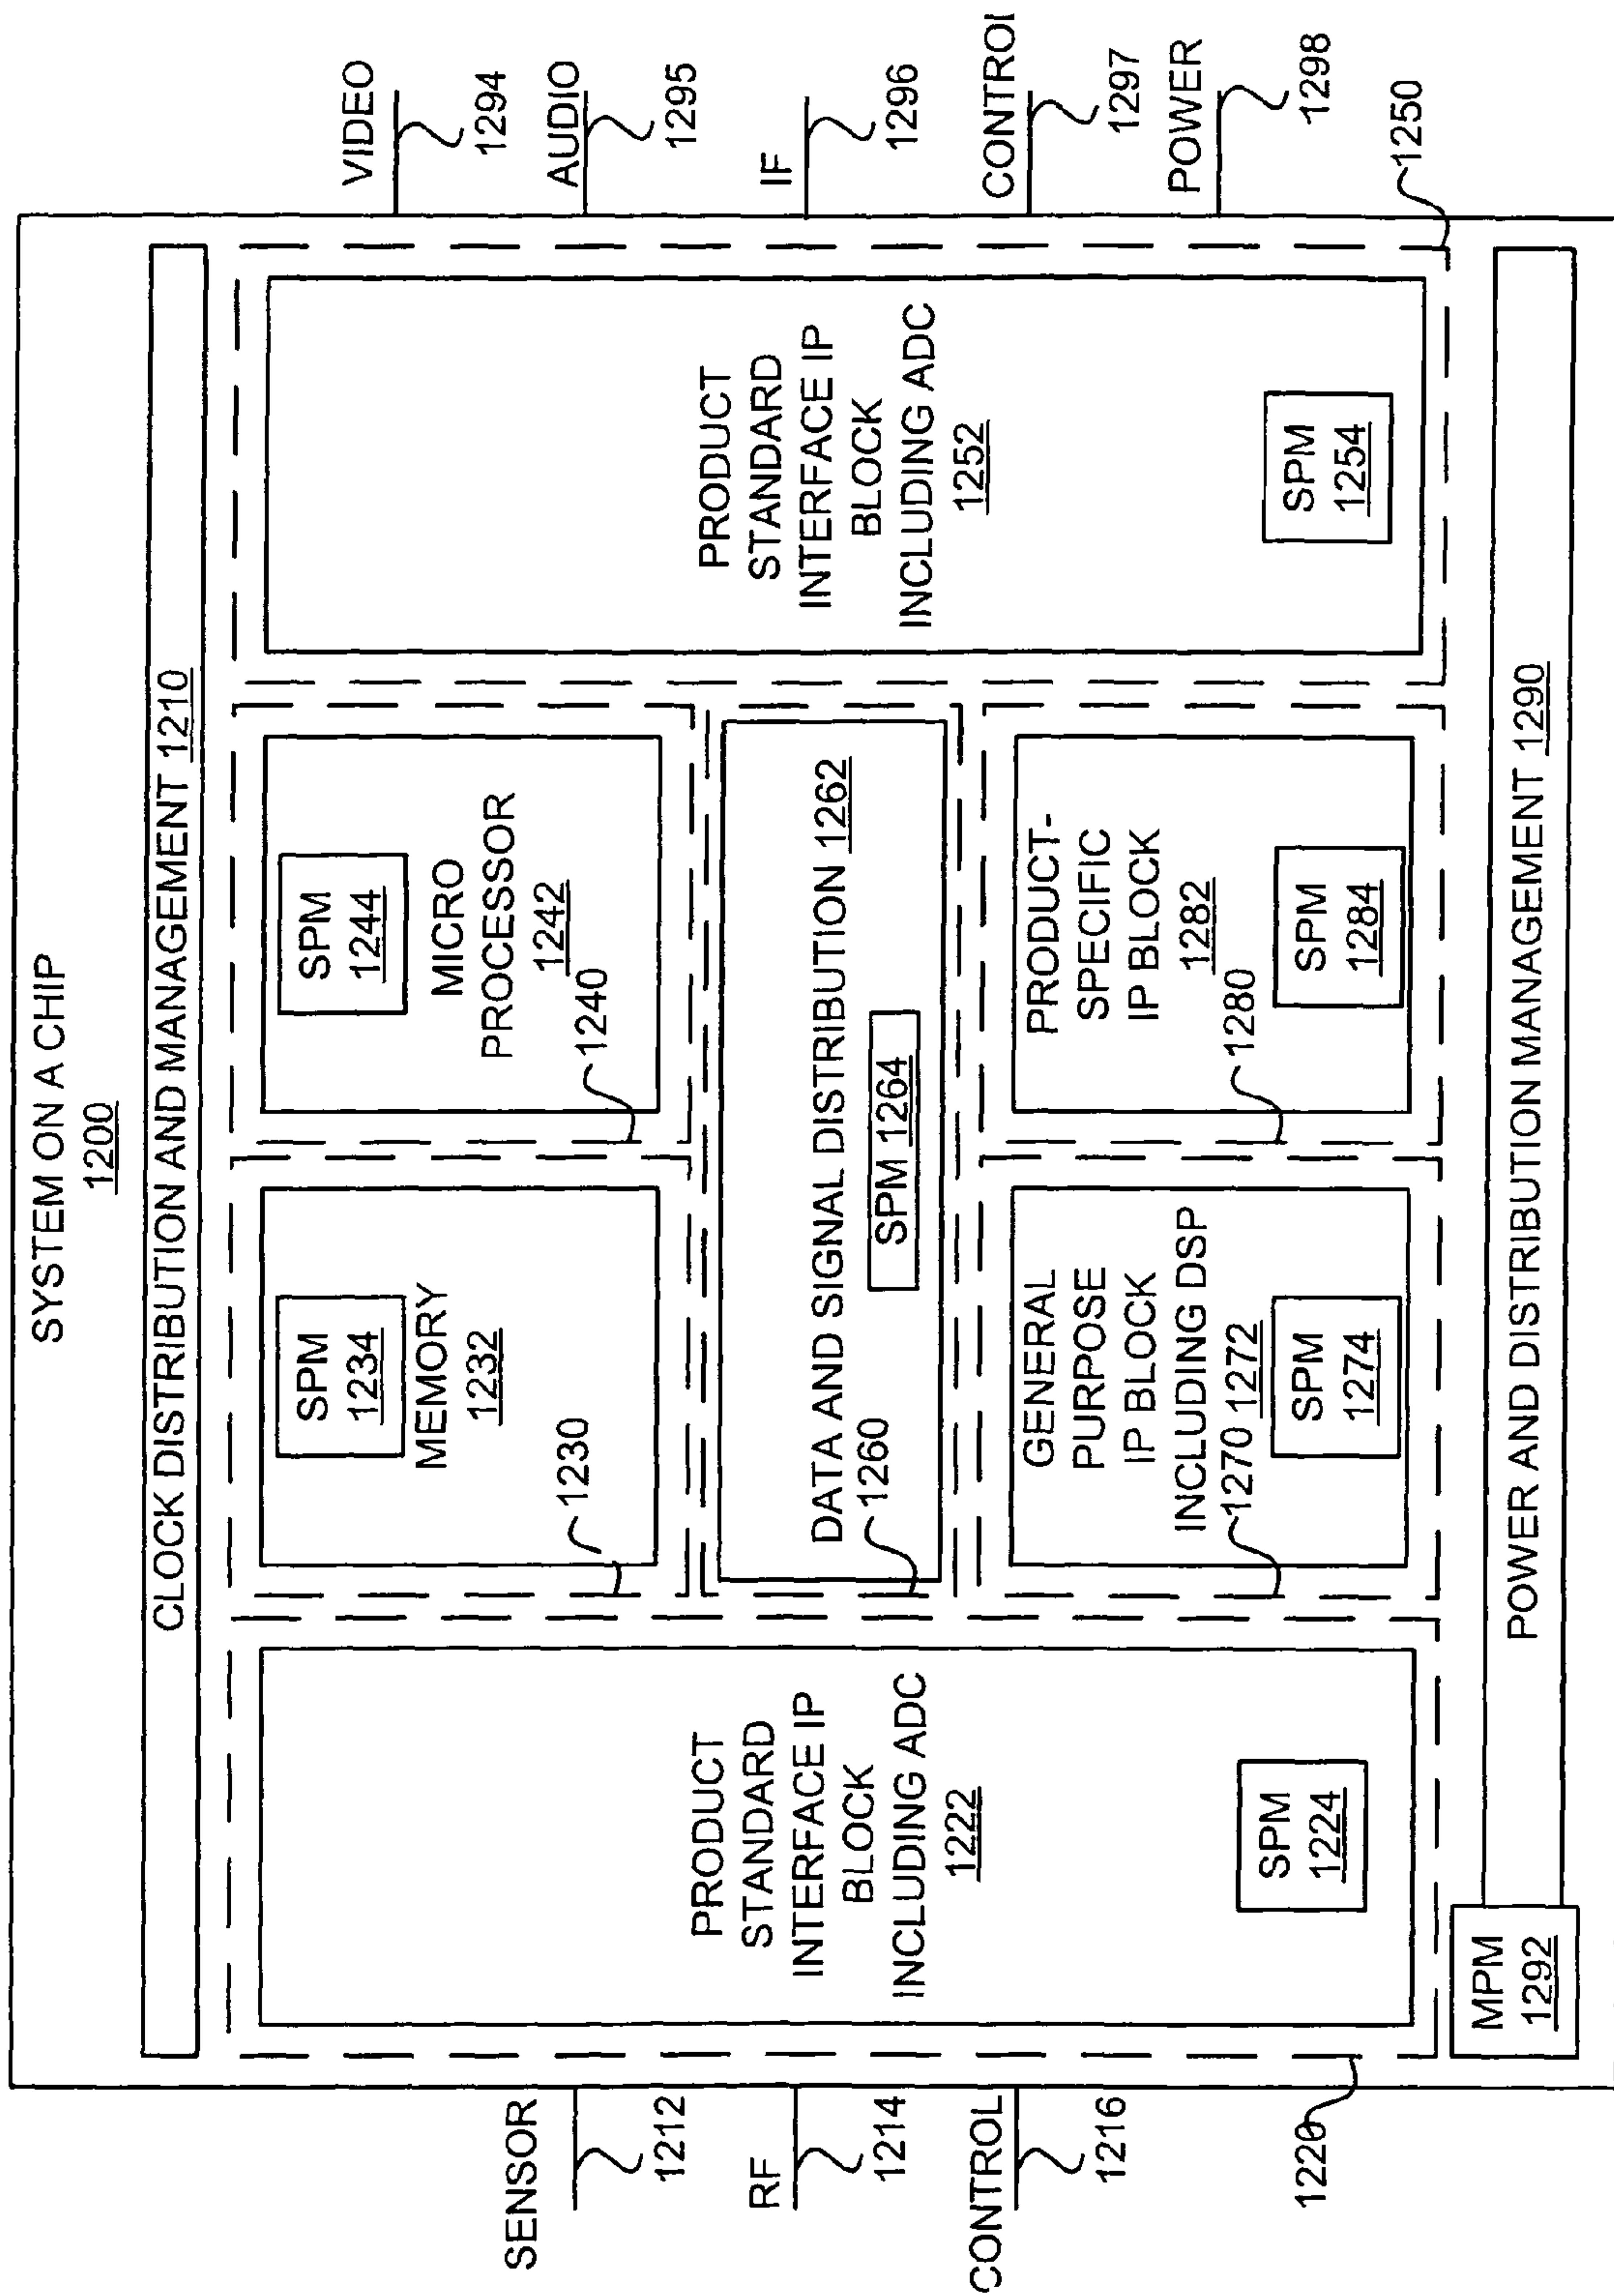 SYSTEM ON A CHIP
1200
CLOCK DISTRIBUTION AND MANAGEMENT 1210
SENSOR
1212
RF
1214
CONTROL
1216
1220
PRODUCT
STANDARD
INTERFACE IP
BLOCK
INCLUDING ADC
1222
SPM
1224
SPM
1234
MEMORY
1232
1230
SPM
1244
MICRO
PROCESSOR
1242
1240
DATA AND SIGNAL DISTRIBUTION 1262
SPM 1264
1260
GENERAL
PURPOSE
IP BLOCK
INCLUDING DSP
1270 1272
SPM
1274
PRODUCT-
SPECIFIC
IP BLOCK
1282
1280
SPM
1284
PRODUCT
STANDARD
INTERFACE IP
BLOCK
INCLUDING ADC
1252
SPM
1254
VIDEO
1294
AUDIO
1295
IF
1296
CONTROl
1297
POWER
1298
1250
MPM
1292
POWER AND DISTRIBUTION MANAGEMENT 1290